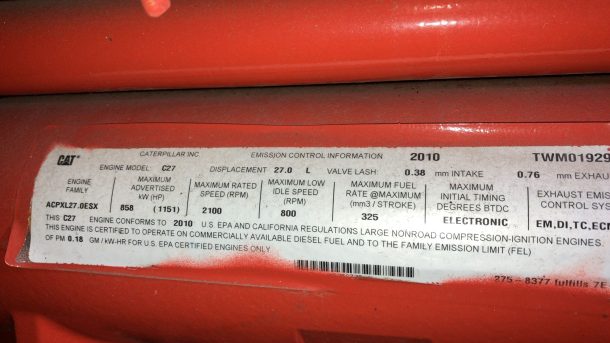 CAT CATERPILLAR INC EMISSION CONTROL INFORMATION 2010 TWM01929
ENGINE MODEL: C27 DISPLACEMENT 27.0 L VALVE LASH: 0.38 mm INTAKE 0.76 mm EXHAU
ENGINE FAMILY MAXIMUM ADVERTISED kW (HP) MAXIMUM RATED SPEED (RPM) MAXIMUM LOW IDLE SPEED (RPM) MAXIMUM FUEL RATE @MAXIMUM (mm3 / STROKE) MAXIMUM INITIAL TIMING DEGREES BTDC EXHAUST EMISS CONTROL SYS
ACPXL27.0ESX 858 (1151) 2100 800 325 ELECTRONIC EM,DI,TC,ECM
THIS C27 ENGINE CONFORMS TO 2010 U.S. EPA AND CALIFORNIA REGULATIONS LARGE NONROAD COMPRESSION-IGNITION ENGINES
THIS ENGINE IS CERTIFIED TO OPERATE ON COMMERCIALLY AVAILABLE DIESEL FUEL AND TO THE FAMILY EMISSION LIMIT (FEL)
OF PM 0.18 GM / KW-HR FOR U.S. EPA CERTIFIED ENGINES ONLY
275 - 8377 fulfills 7E